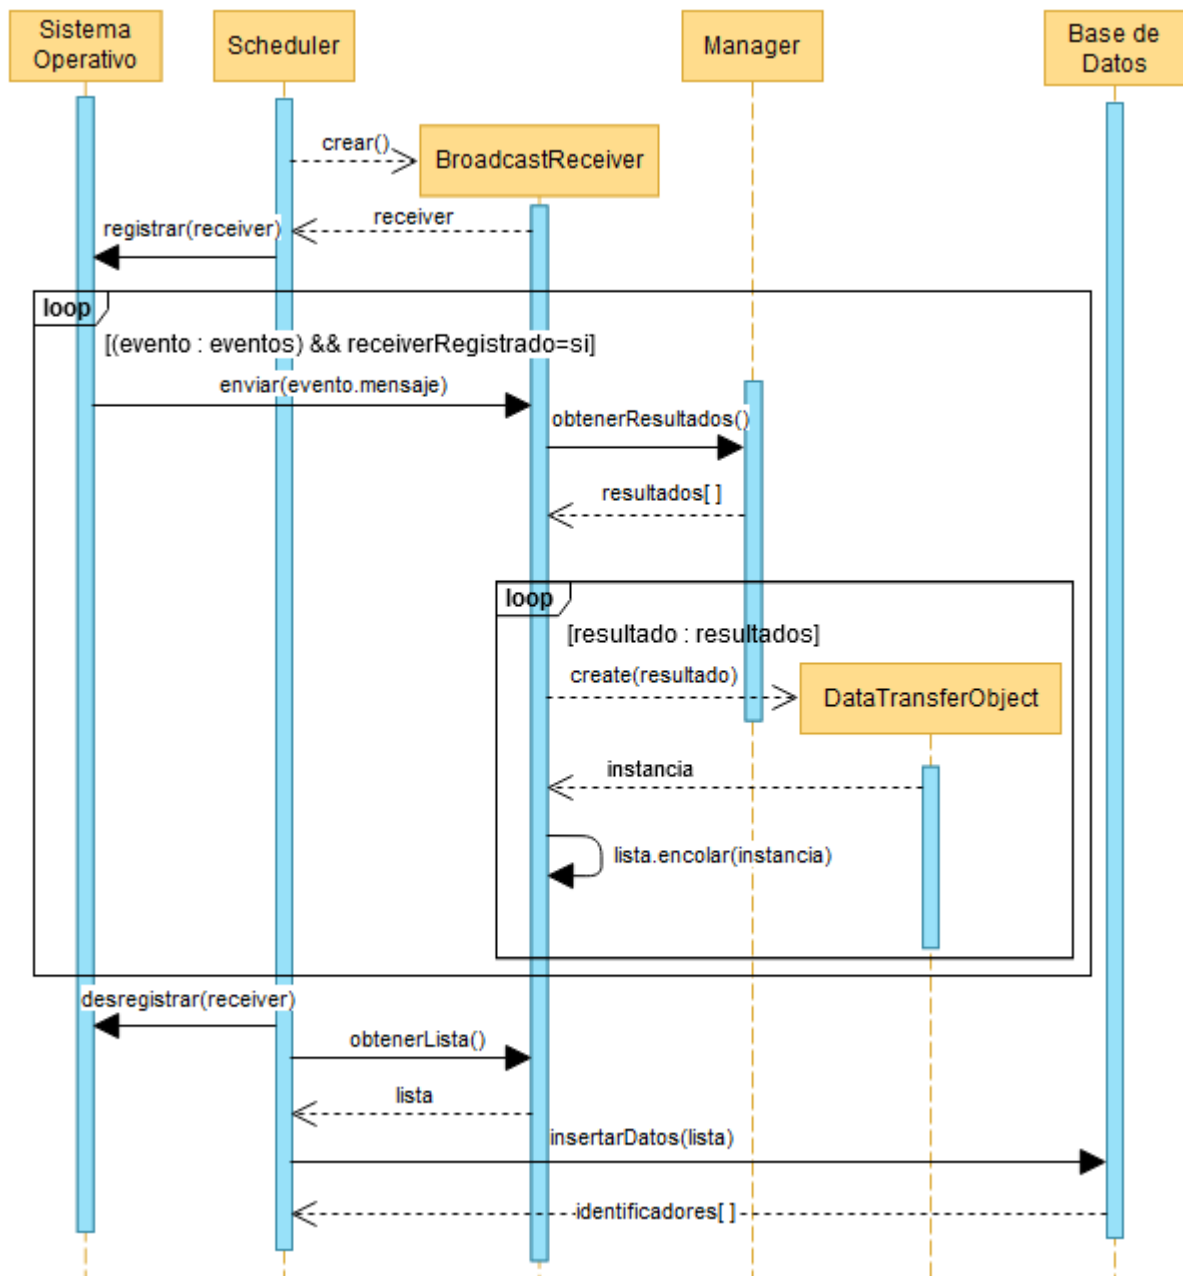 Sistema
Operativo
Scheduler
Manager
Base de
Datos
crear()
BroadcastReceiver
receiver
registrar(receiver)
loop
[(evento : eventos) && receiverRegistrado=si]
enviar(evento.mensaje)
obtenerResultados()
resultados[ ]
loop
[resultado : resultados]
create(resultado)
DataTransferObject
instancia
lista.encolar(instancia)
desregistrar(receiver)
obtenerLista()
lista
insertarDatos(lista)
identificadores[ ]